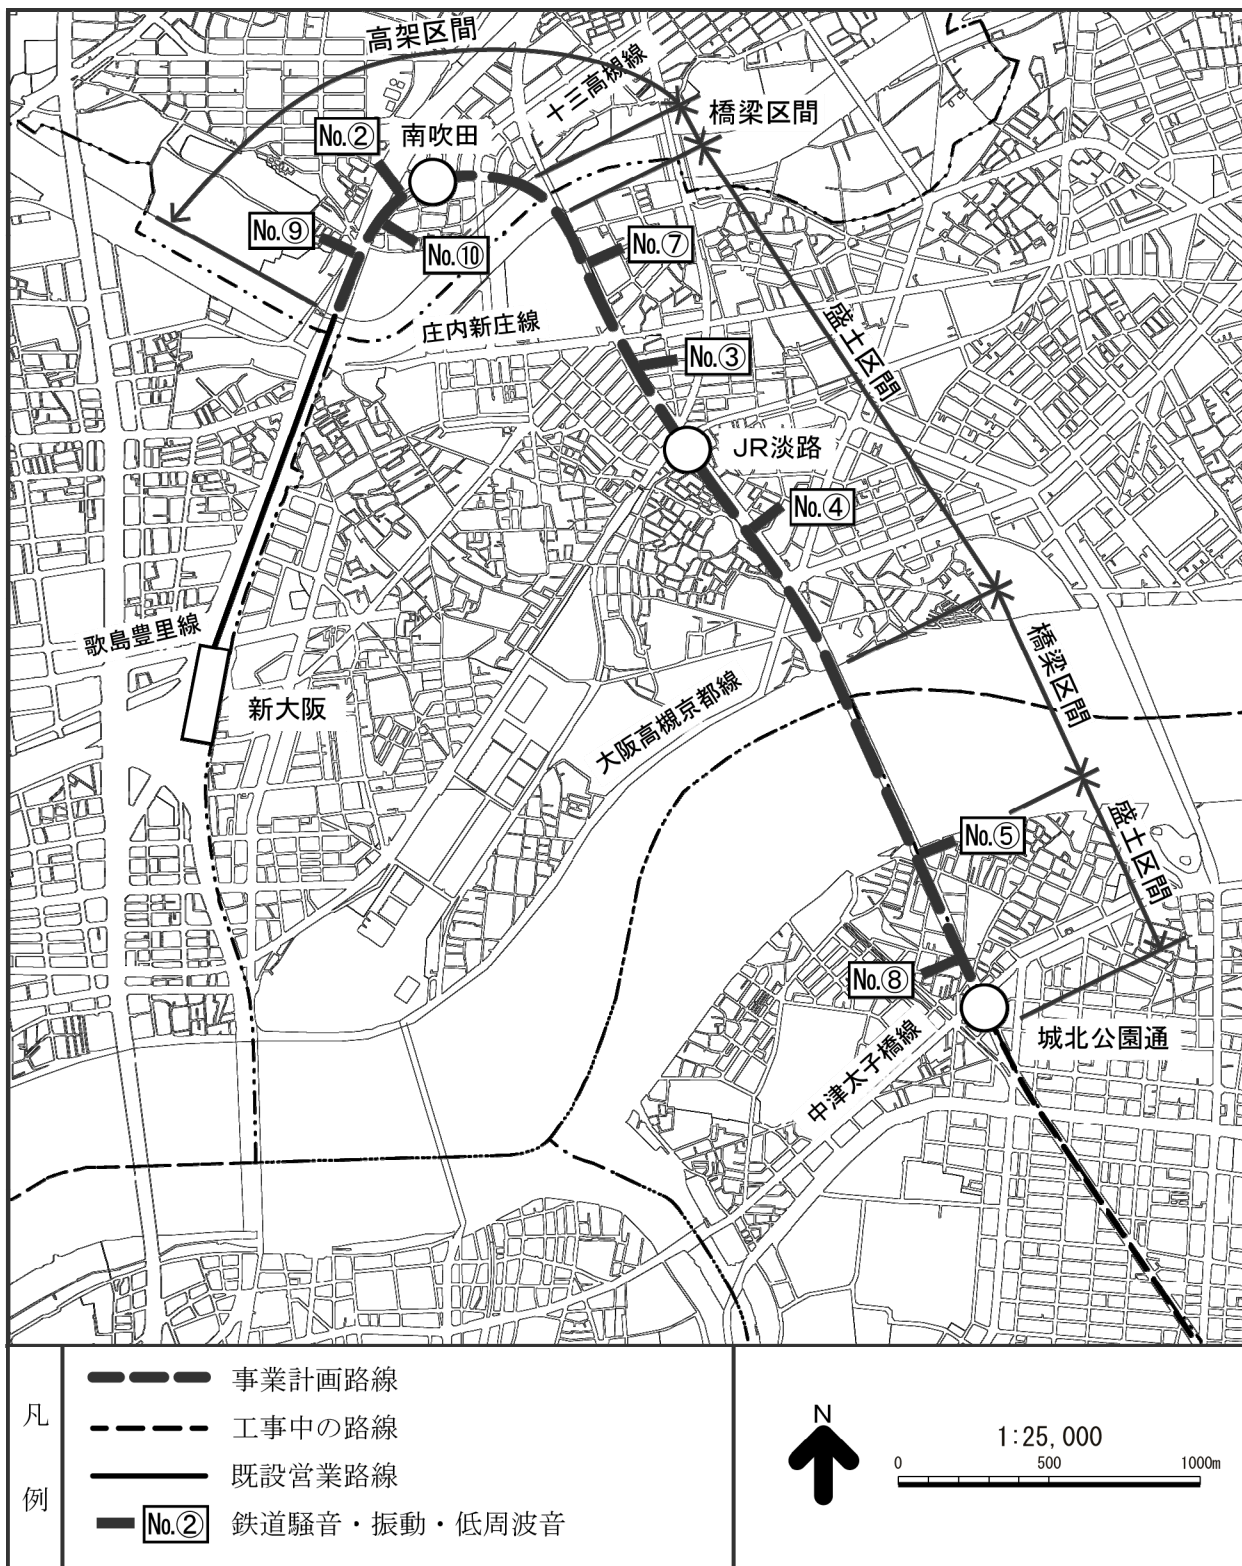 高架区間
十三高槻線
橋梁区間
No.②
南吹田
No.⑨
No.⑩
No.⑦
庄内新庄線
盛土区間
No.③
JR淡路
No.④
歌島豊里線
橋梁区間
新大阪
大阪高槻京都線
盛土区間
No.⑤
No.⑧
城北公園通
中津太子橋線
凡例
事業計画路線
工事中の路線
既設営業路線
No.② 鉄道騒音・振動・低周波音
N
1:25,000
0 500 1000m